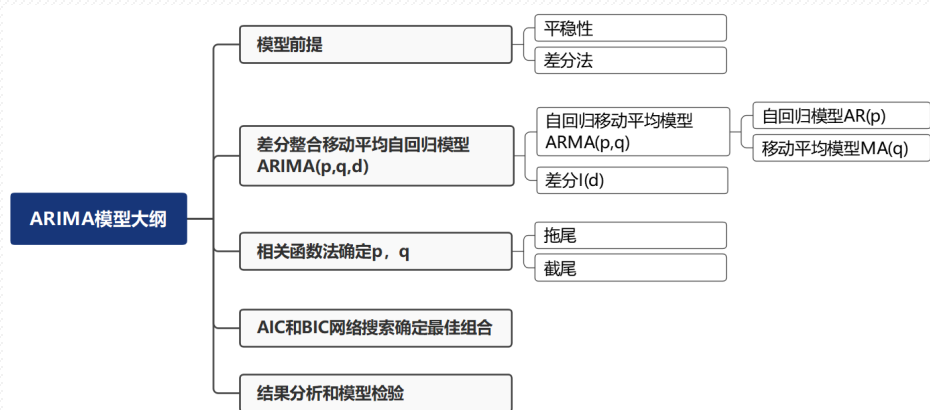 ARIMA模型大纲
模型前提
平稳性
差分法
差分整合移动平均自回归模型
ARIMA(p,q,d)
自回归移动平均模型
ARMA(p,q)
自回归模型AR(p)
移动平均模型MA(q)
差分I(d)
相关函数法确定p，q
拖尾
截尾
AIC和BIC网络搜索确定最佳组合
结果分析和模型检验